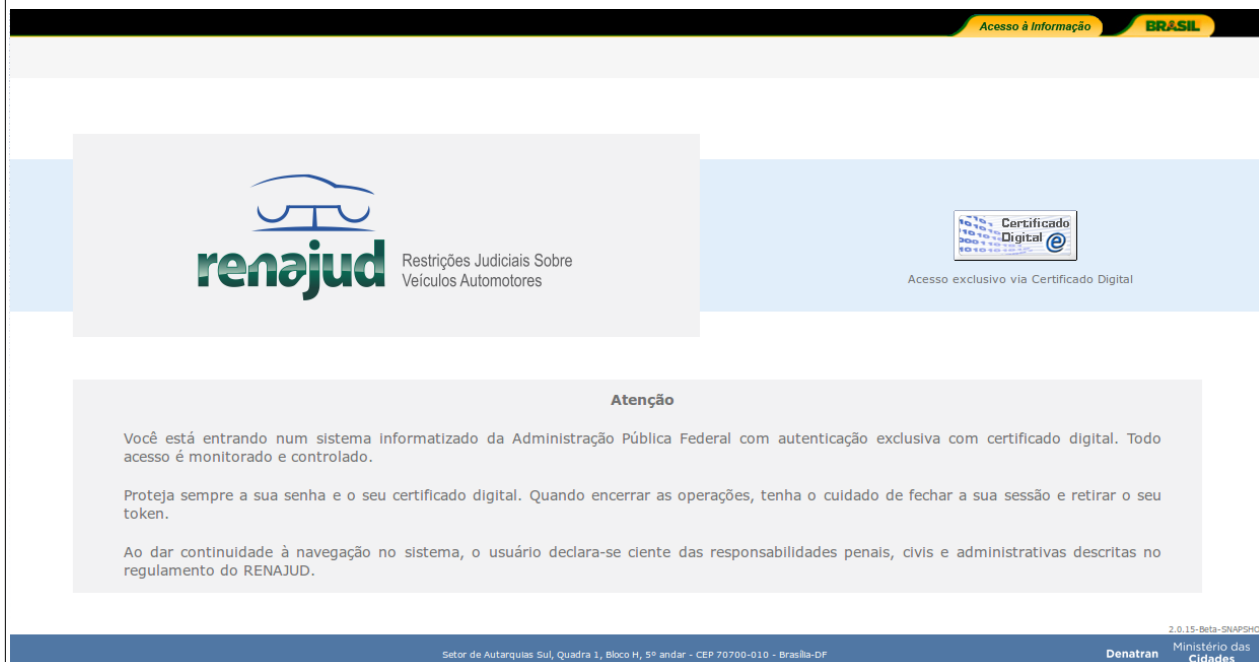 Acesso à Informação
BRASIL
renajud
Restrições Judiciais Sobre
Veículos Automotores
Certificado
Digital
Acesso exclusivo via Certificado Digital
Atenção
Você está entrando num sistema informatizado da Administração Pública Federal com autenticação exclusiva com certificado digital. Todo
acesso é monitorado e controlado.
Proteja sempre a sua senha e o seu certificado digital. Quando encerrar as operações, tenha o cuidado de fechar a sua sessão e retirar o seu
token.
Ao dar continuidade à navegação no sistema, o usuário declara-se ciente das responsabilidades penais, civis e administrativas descritas no
regulamento do RENAJUD.
2.0.15-Beta-SNAPSHO
Setor de Autarquias Sul, Quadra 1, Bloco H, 5º andar - CEP 70700-010 - Brasília-DF
Denatran
Ministério das
Cidades